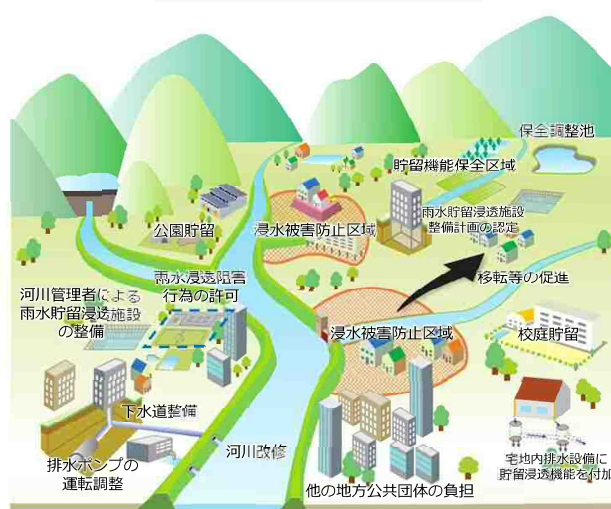 保全調整池
貯留機能保全区域
公園貯留
浸水被害防止区域
雨水貯留浸透施設
整備計画の認定
雨水浸透阻害
行為の許可
移転等の促進
河川管理者による
雨水貯留浸透施設
の整備
浸水被害防止区域
校庭貯留
下水道整備
排水ポンプの
運転調整
河川改修
他の地方公共団体の負担
宅地内排水設備に
貯留浸透機能を付加